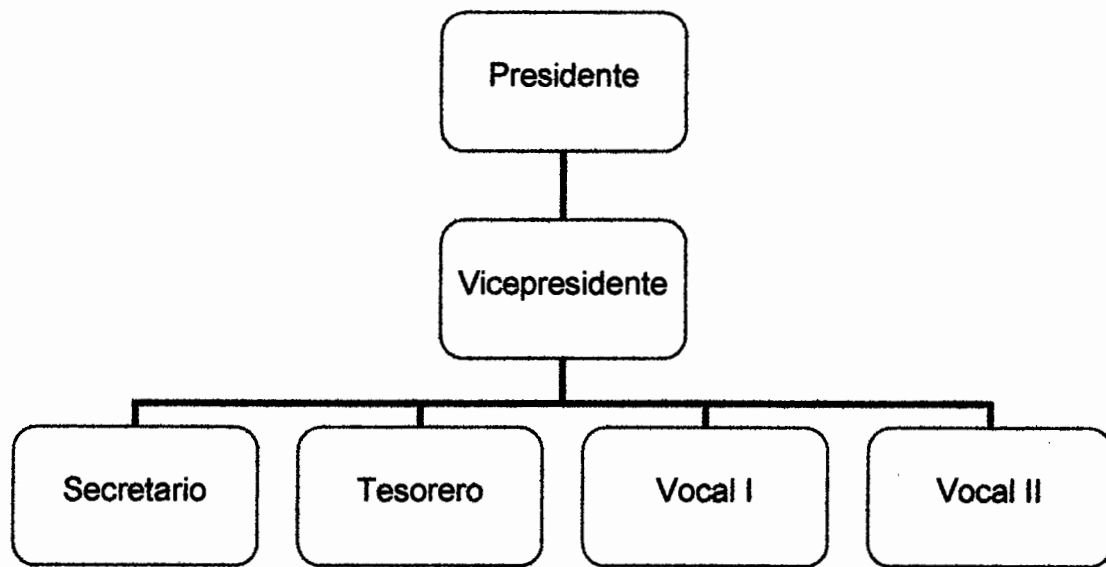 Presidente
Vicepresidente
Secretario
Tesorero
Vocal I
Vocal II